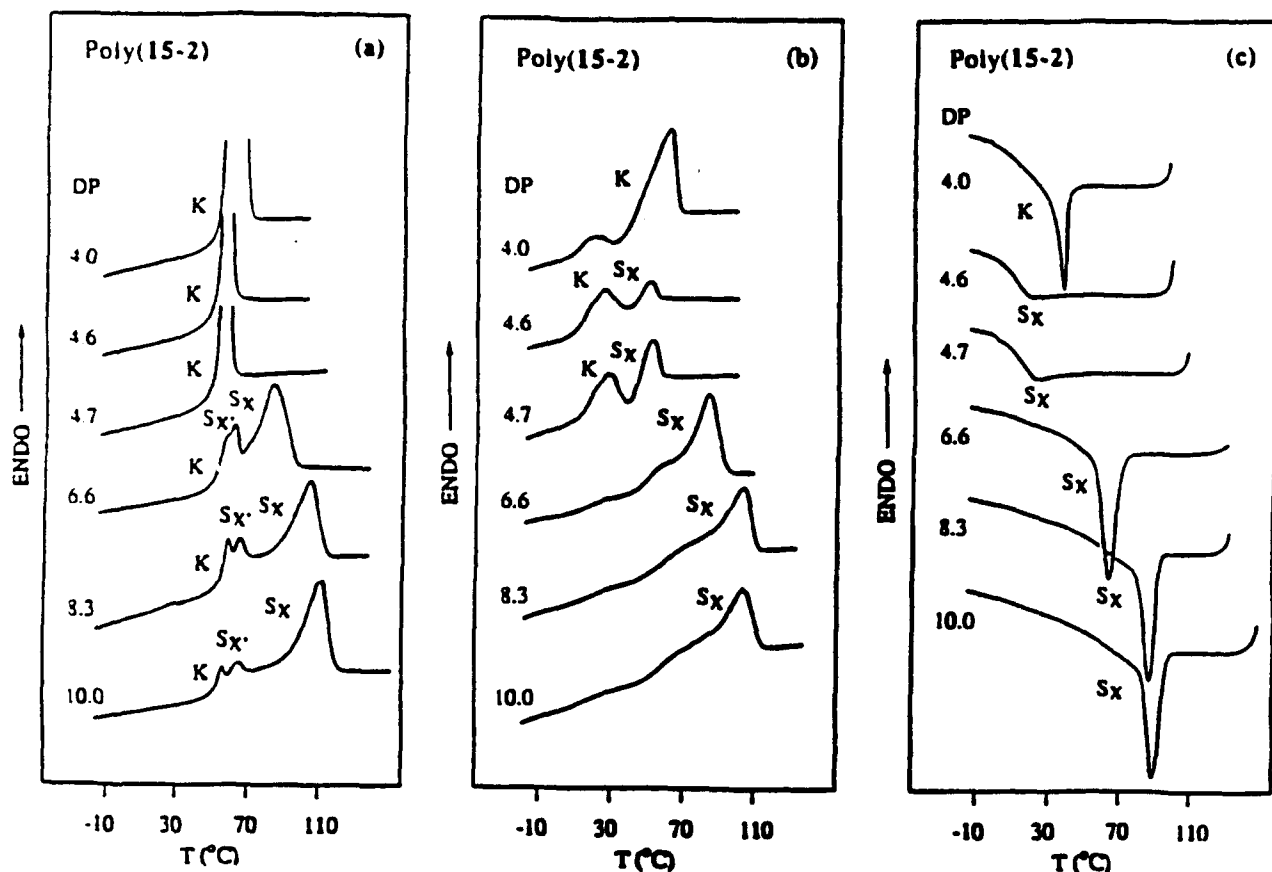 Poly(15-2) (a)
DP
K
4.0
K
4.6
K
4.7
Sx· Sx
K
6.6
Sx· Sx
K
8.3
Sx
Sx·
K
10.0
ENDO
-10 30 70 110
T (°C)
Poly(15-2) (b)
DP
K
4.0
Sx
K
4.6
Sx
K
4.7
Sx
6.6
Sx
8.3
Sx
10.0
ENDO
-10 30 70 110
T (°C)
Poly(15-2) (c)
DP
4.0
K
4.6
Sx
4.7
Sx
6.6
Sx
8.3
Sx
10.0
Sx
ENDO
-10 30 70 110
T (°C)